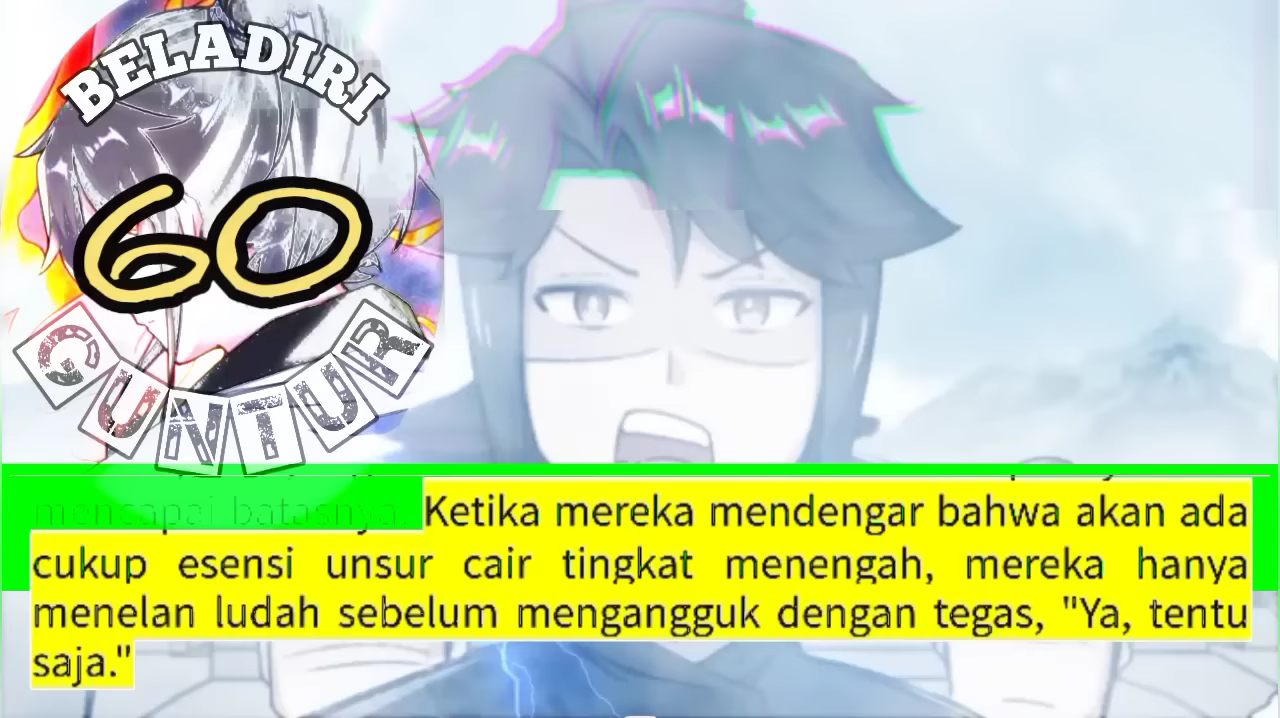 BELADIRI
60
GUNTUR
mencapai batasnya. Ketika mereka mendengar bahwa akan ada
cukup esensi unsur cair tingkat menengah, mereka hanya
menelan ludah sebelum mengangguk dengan tegas, "Ya, tentu
saja."